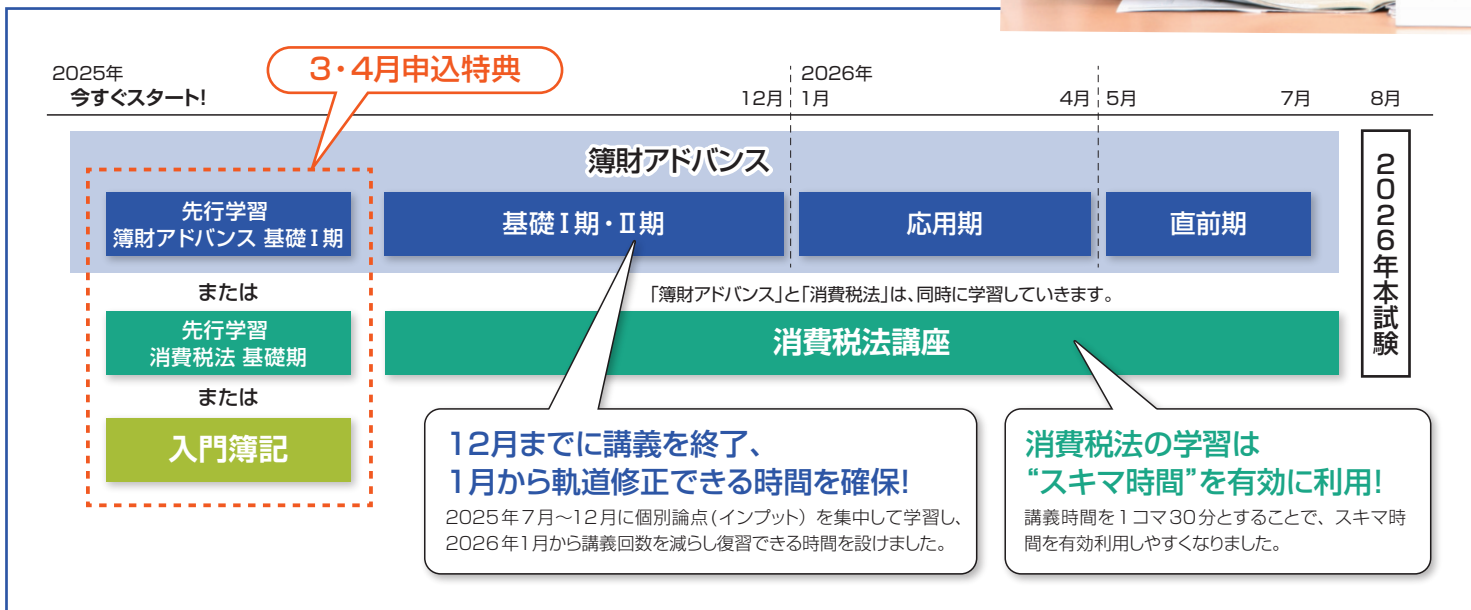 2025年
今すぐスタート!
3・4月申込特典
12月
2026年
1月
4月
5月
7月
8月
簿財アドバンス
先行学習
簿財アドバンス 基礎Ⅰ期
基礎Ⅰ期・Ⅱ期
応用期
直前期
または
「簿財アドバンス」と「消費税法」は、同時に学習していきます。
先行学習
消費税法 基礎期
消費税法講座
または
入門簿記
2026年本試験
12月までに講義を終了、
1月から軌道修正できる時間を確保!
2025年7月〜12月に個別論点(インプット) を集中して学習し、
2026年1月から講義回数を減らし復習できる時間を設けました。
消費税法の学習は
“スキマ時間”を有効に利用!
講義時間を1コマ30分とすることで、スキマ時
間を有効利用しやすくなりました。